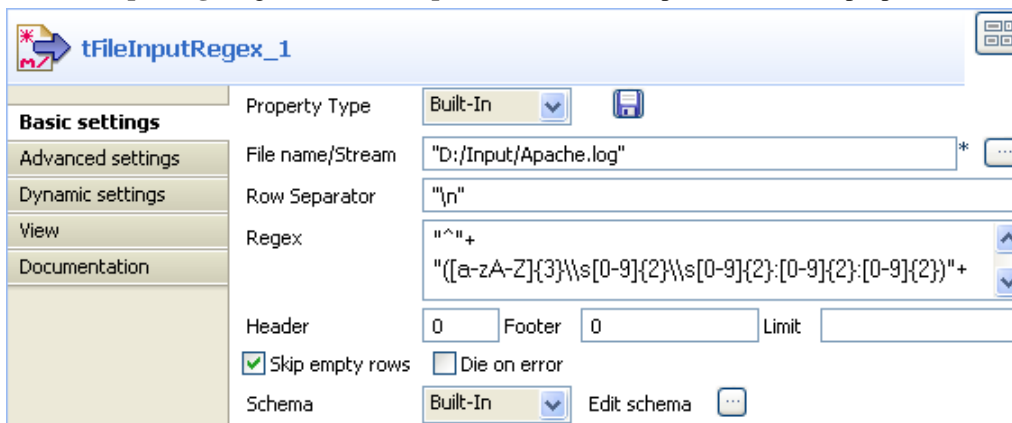 tFileInputRegex_1
Basic settings
Advanced settings
Dynamic settings
View
Documentation
Property Type Built-In
File name/Stream "D:/Input/Apache.log" * ...
Row Separator "\n"
Regex "^"+
"([a-zA-Z]{3}\\s[0-9]{2}\\s[0-9]{2}:[0-9]{2}:[0-9]{2})"+
Header 0 Footer 0 Limit
Skip empty rows Die on error
Schema Built-In Edit schema ...